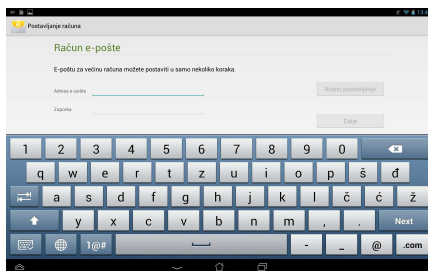 Postavljanje računa
Račun e-pošte
E-poštu za većinu računa možete postaviti u samo nekoliko koraka.
Adresa e-pošte
Ručno postavljanje
Zaporka
Dalje
1 2 3 4 5 6 7 8 9 0
q w e r t z u i o p š đ
a s d f g h j k l č ć ž
y x c v b n m , . Next
1@# - _ @ .com